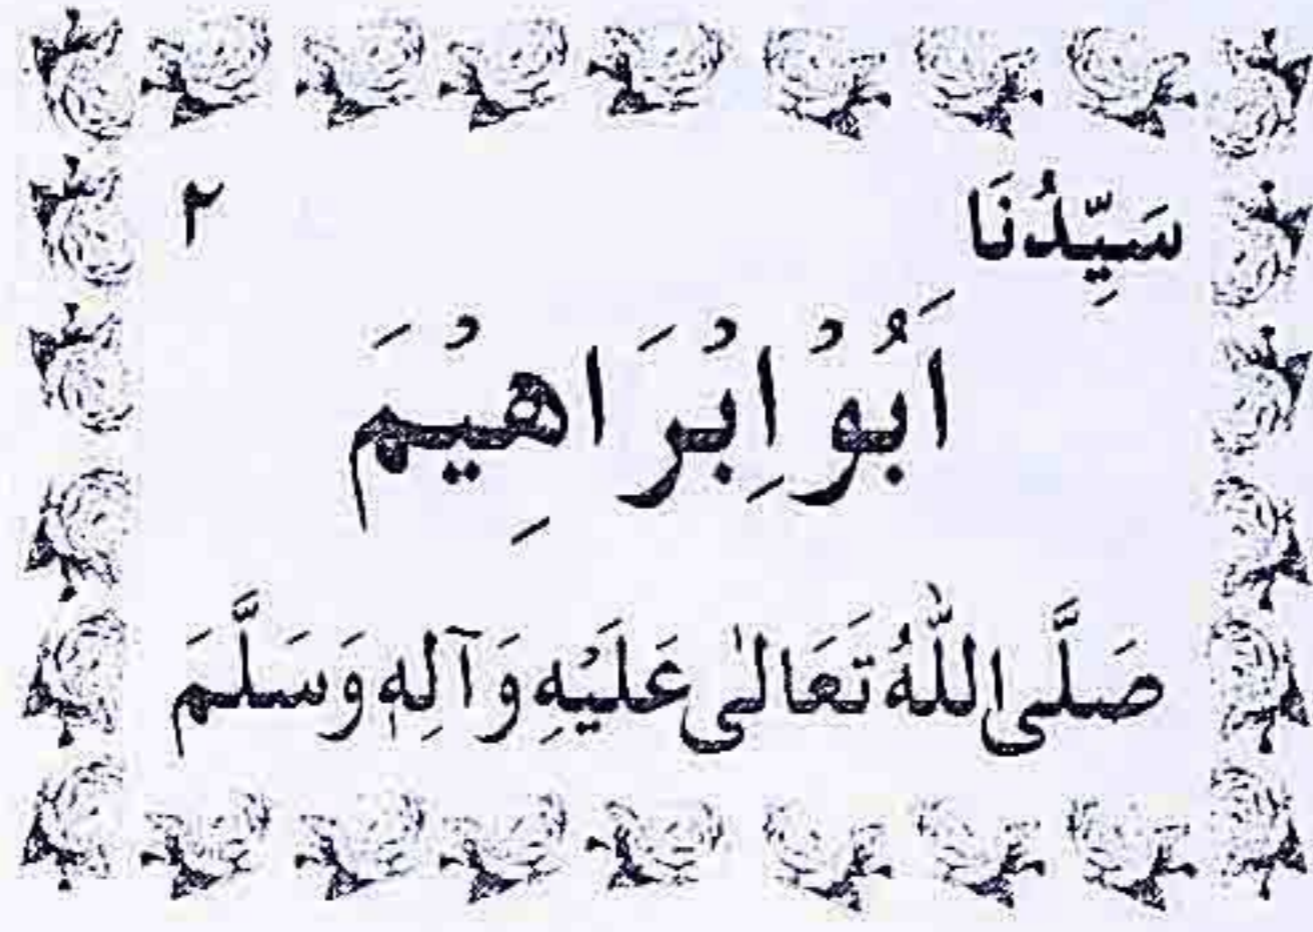 سَيِّدُنَا ٢
اَبُوْ اِبْرَاهِيْمَ
صَلَّى اللّٰهُ تَعَالٰى عَلَيْهِ وَآلِهٖ وَسَلَّمَ